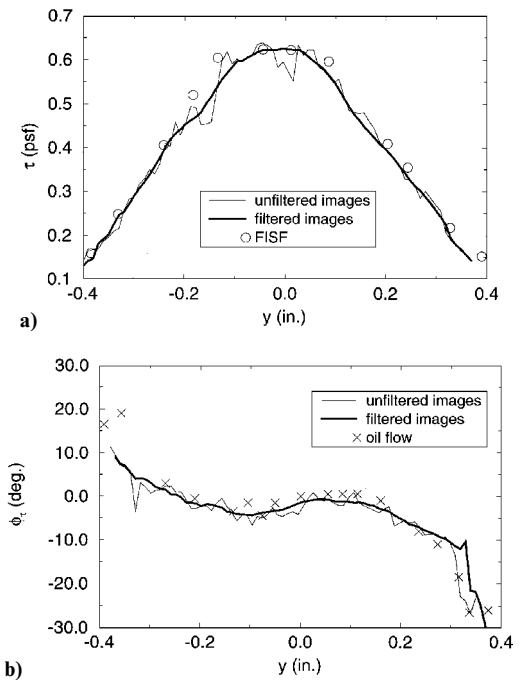 0.7
0.6
0.5
0.4
0.3
0.2
0.1
τ (psf)
unfiltered images
filtered images
FISF
-0.4 -0.2 0.0 0.2 0.4
y (in.)
a)
30.0
20.0
10.0
0.0
-10.0
-20.0
-30.0
ϕτ (deg.)
unfiltered images
filtered images
oil flow
-0.4 -0.2 0.0 0.2 0.4
y (in.)
b)